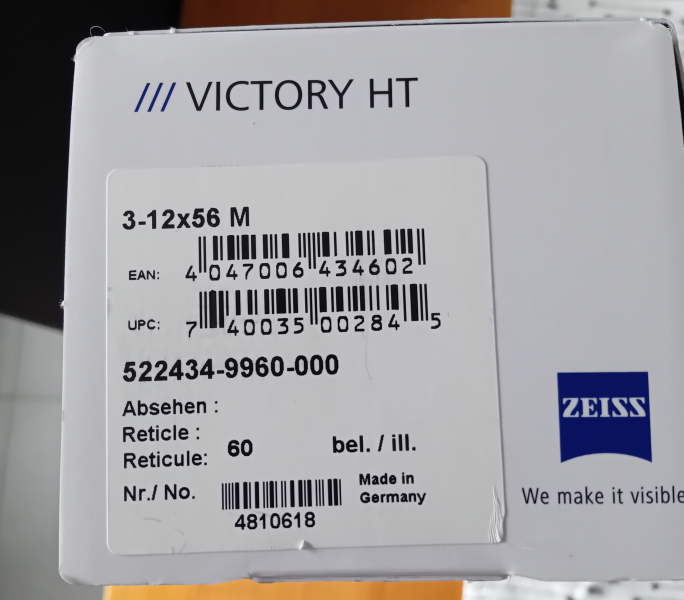 /// VICTORY HT
3-12x56 M
EAN: 4 047006 434602
UPC: 7 40035 00284 5
522434-9960-000
Absehen :
Reticle :
Reticule: 60 bel. / ill.
Nr./ No.
4810618
Made in
Germany
ZEISS
We make it visible